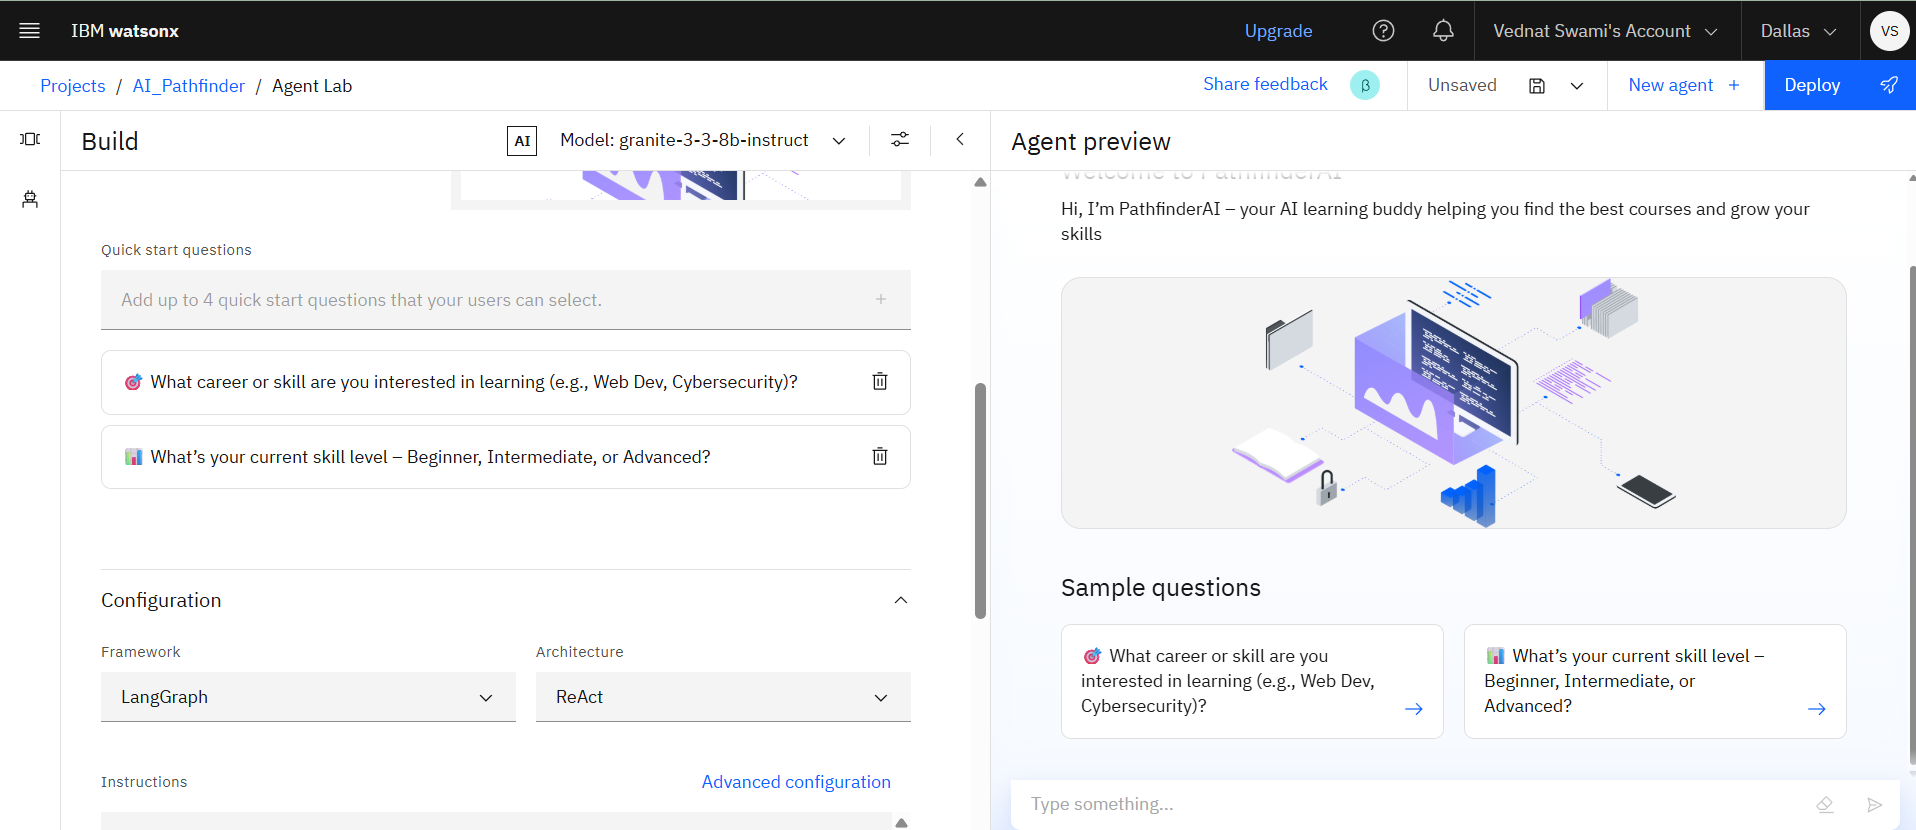 IBM watsonx
Upgrade
Vednat Swami's Account
Dallas
VS
Projects / AI_Pathfinder / Agent Lab
Share feedback
β
Unsaved
New agent +
Deploy
Build
AI
Model: granite-3-3-8b-instruct
Agent preview
Quick start questions
Add up to 4 quick start questions that your users can select.
🎯 What career or skill are you interested in learning (e.g., Web Dev, Cybersecurity)?
📊 What’s your current skill level – Beginner, Intermediate, or Advanced?
Configuration
Framework
Architecture
LangGraph
ReAct
Instructions
Advanced configuration
Welcome to PathfinderAI
Hi, I’m PathfinderAI – your AI learning buddy helping you find the best courses and grow your
skills
Sample questions
🎯 What career or skill are you
interested in learning (e.g., Web Dev,
Cybersecurity)?
📊 What’s your current skill level –
Beginner, Intermediate, or
Advanced?
Type something...